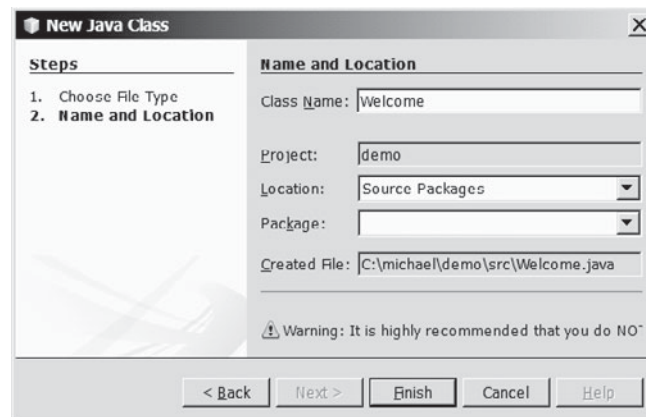 New Java Class
Steps
1. Choose File Type
2. Name and Location
Name and Location
Class Name: Welcome
Project: demo
Location: Source Packages
Package:
Created File: C:\michael\demo\src\Welcome.java
Warning: It is highly recommended that you do NO
< Back Next > Finish Cancel Help